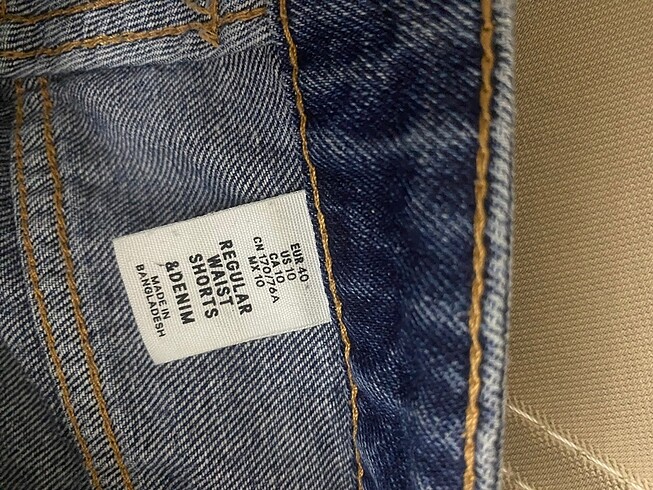 EUR 40
US 10
CA 10
CN 170/76A
MX 10
REGULAR
WAIST
SHORTS
&DENIM
MADE IN
BANGLADESH